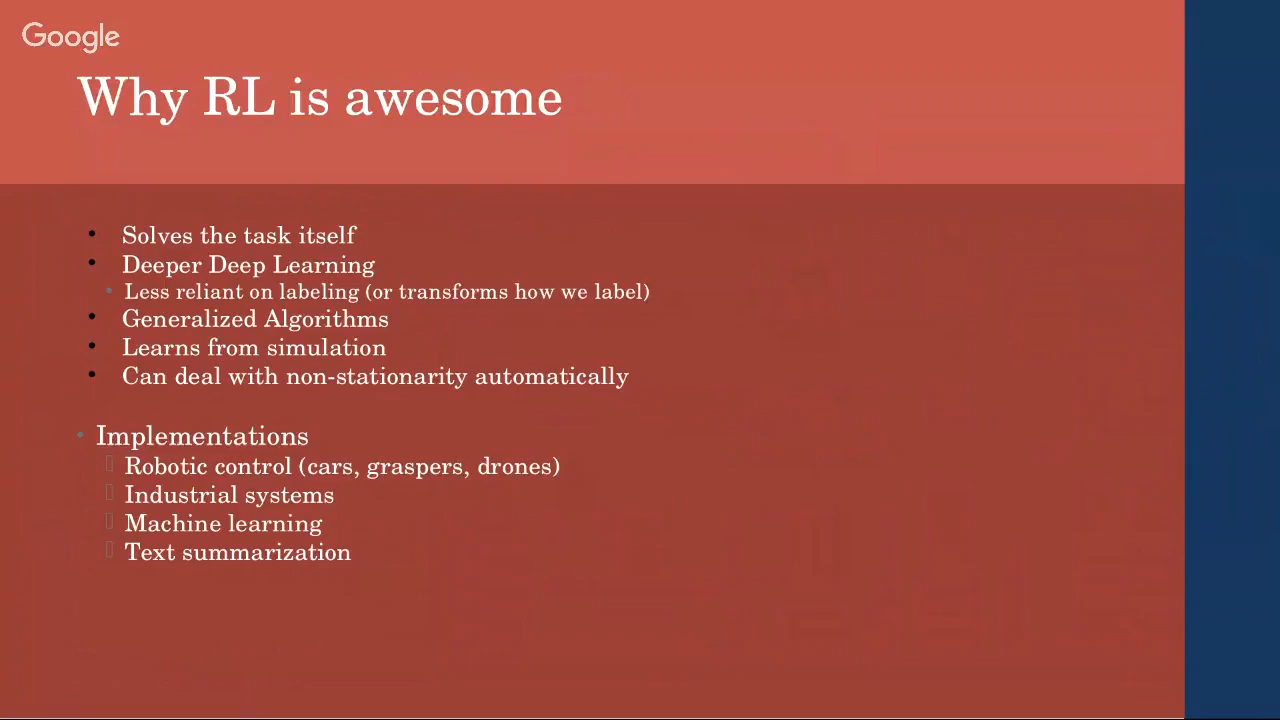 Google
Why RL is awesome
• Solves the task itself
• Deeper Deep Learning
• Less reliant on labeling (or transforms how we label)
• Generalized Algorithms
• Learns from simulation
• Can deal with non-stationarity automatically
• Implementations
Robotic control (cars, graspers, drones)
Industrial systems
Machine learning
Text summarization